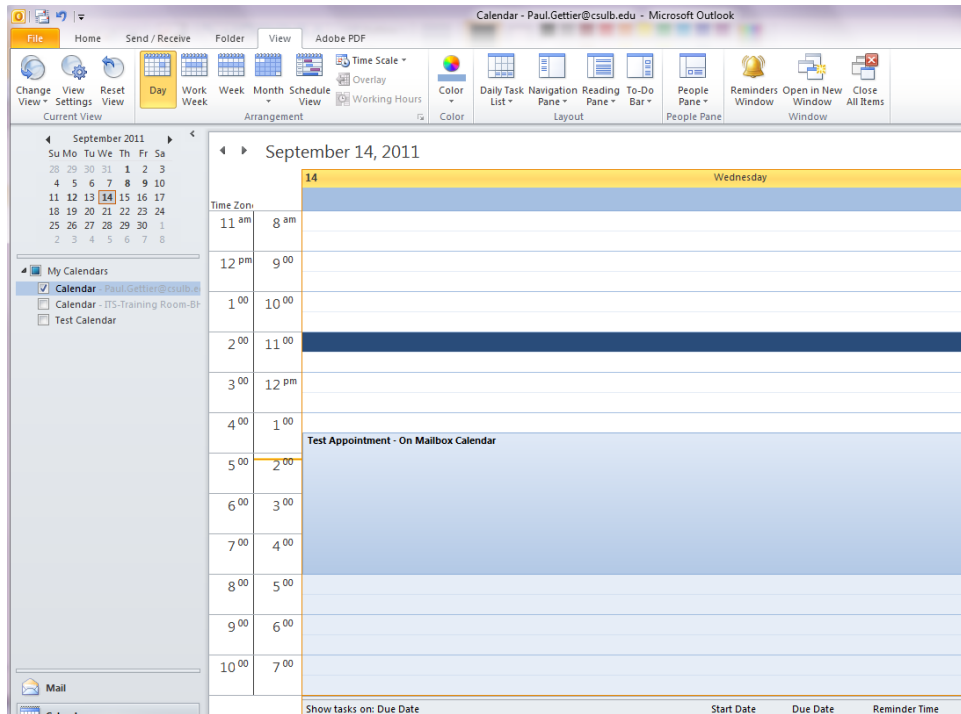 Calendar - Paul.Gettier@csulb.edu - Microsoft Outlook
File Home Send / Receive Folder View Adobe PDF
Change View View Settings Reset View Day Work Week Week Month Schedule View Time Scale Overlay Working Hours Color Daily Task List Navigation Pane Reading Pane To-Do Bar People Pane Reminders Window Open in New Window Close All Items
Current View Arrangement Color Layout People Pane Window
September 2011
Su Mo Tu We Th Fr Sa
28 29 30 31 1 2 3
4 5 6 7 8 9 10
11 12 13 14 15 16 17
18 19 20 21 22 23 24
25 26 27 28 29 30 1
2 3 4 5 6 7 8
My Calendars
Calendar - Paul.Gettier@csulb.e
Calendar - ITS-Training Room-BH
Test Calendar
Mail
September 14, 2011
14 Wednesday
Time Zon
11 am 8 am
12 pm 9 00
1 00 10 00
2 00 11 00
3 00 12 pm
4 00 1 00
Test Appointment - On Mailbox Calendar
5 00 2 00
6 00 3 00
7 00 4 00
8 00 5 00
9 00 6 00
10 00 7 00
Show tasks on: Due Date Start Date Due Date Reminder Time